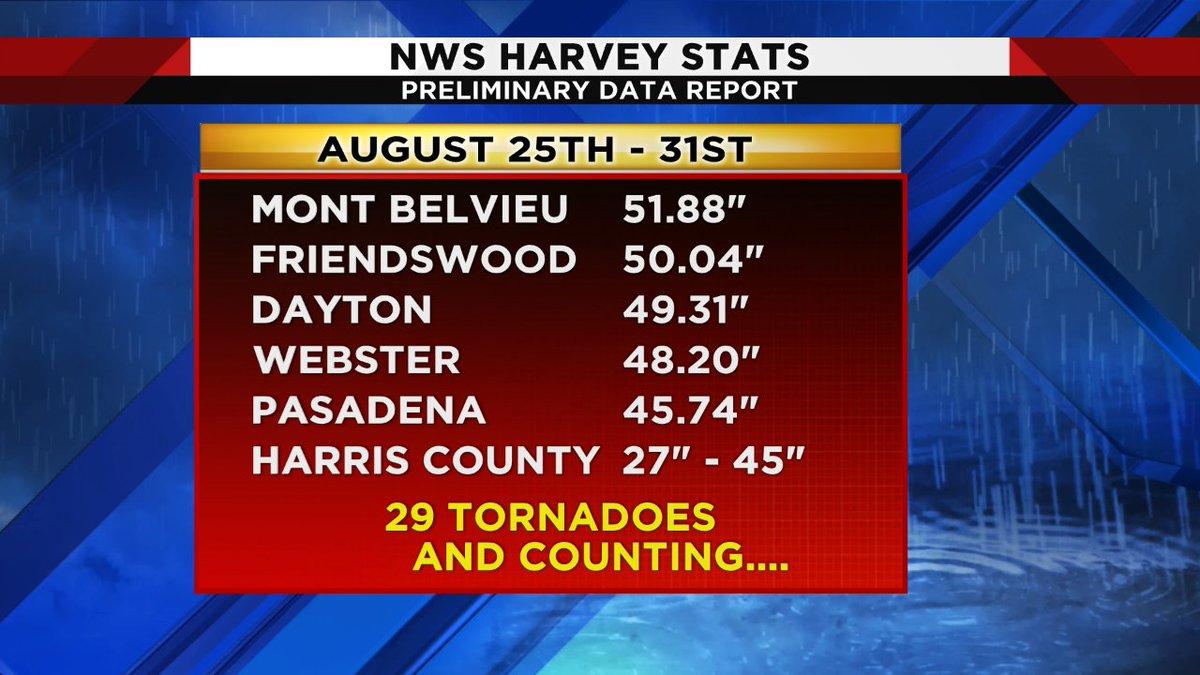 NWS HARVEY STATS
PRELIMINARY DATA REPORT
AUGUST 25TH - 31ST
MONT BELVIEU 51.88"
FRIENDSWOOD 50.04"
DAYTON 49.31"
WEBSTER 48.20"
PASADENA 45.74"
HARRIS COUNTY 27" - 45"
29 TORNADOES
AND COUNTING....